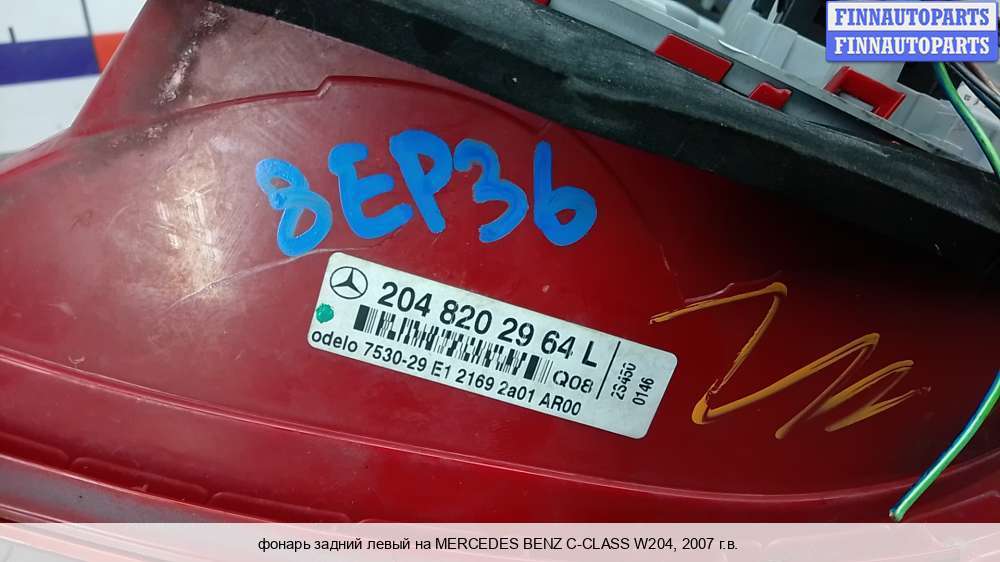 FINNAUTOPARTS
FINNAUTOPARTS
8EP36
204 820 29 64 L
Q08
odelo 7530-29 E1 2169 2a01 AR00
0146
фонарь задний левый на MERCEDES BENZ C-CLASS W204, 2007 г.в.